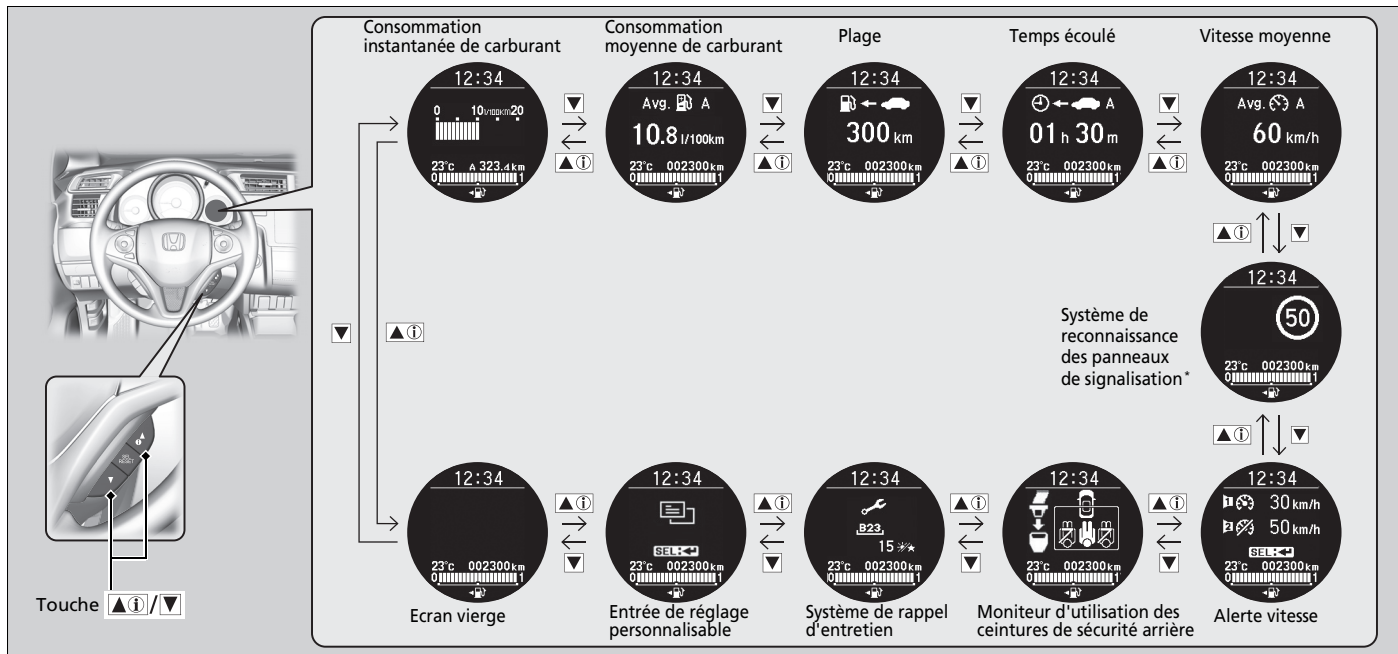 Consommation
instantanée de carburant
Consommation
moyenne de carburant
Plage
Temps écoulé
Vitesse moyenne
12:34
0 10 l/100km 20
23°c A 323.4 km
0 1
12:34
Avg. A
10.8 l/100km
23°c 002300 km
0 1
12:34
300 km
23°c 002300 km
0 1
12:34
A
01 h 30 m
23°c 002300 km
0 1
12:34
Avg. A
60 km/h
23°c 002300 km
0 1
▼
▲ⓘ
▼
▲ⓘ
▼
▲ⓘ
▼
▲ⓘ
▲ⓘ ▼
Système de
reconnaissance
des panneaux
de signalisation*
12:34
50
23°c 002300 km
0 1
▼ ▲ⓘ
▲ⓘ ▼
12:34
23°c 002300 km
0 1
12:34
SEL:↵
23°c 002300 km
0 1
12:34
B23
15
23°c 002300 km
0 1
12:34
23°c 002300 km
0 1
12:34
1 30 km/h
2 50 km/h
SEL:↵
23°c 002300 km
0 1
▲ⓘ
▼
▲ⓘ
▼
▲ⓘ
▼
▲ⓘ
▼
Ecran vierge
Entrée de réglage
personnalisable
Système de rappel
d'entretien
Moniteur d'utilisation des
ceintures de sécurité arrière
Alerte vitesse
SEL
RESET
Touche ▲ⓘ/▼